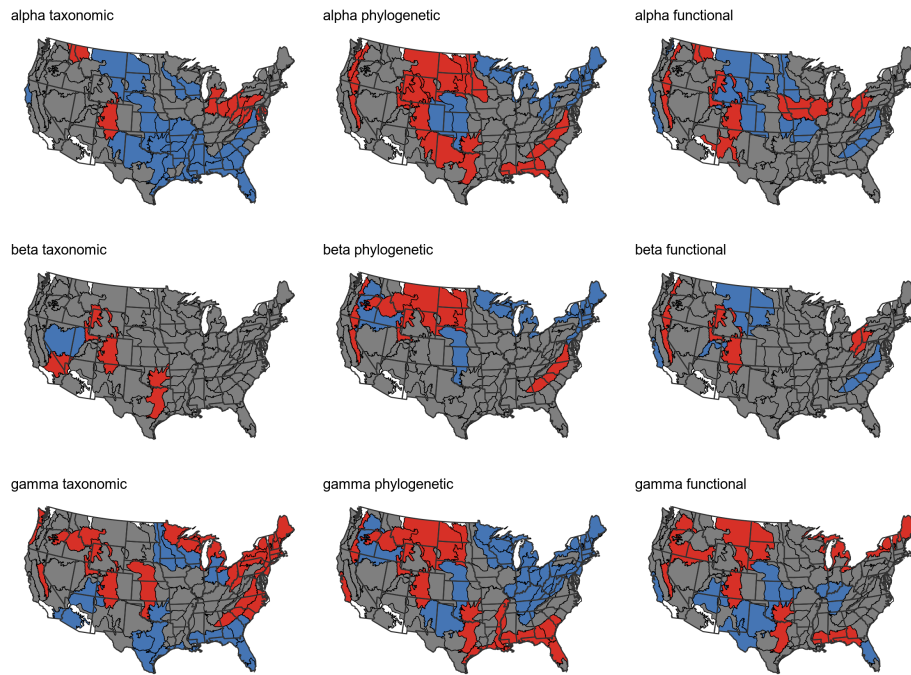 alpha taxonomic
alpha phylogenetic
alpha functional
beta taxonomic
beta phylogenetic
beta functional
gamma taxonomic
gamma phylogenetic
gamma functional